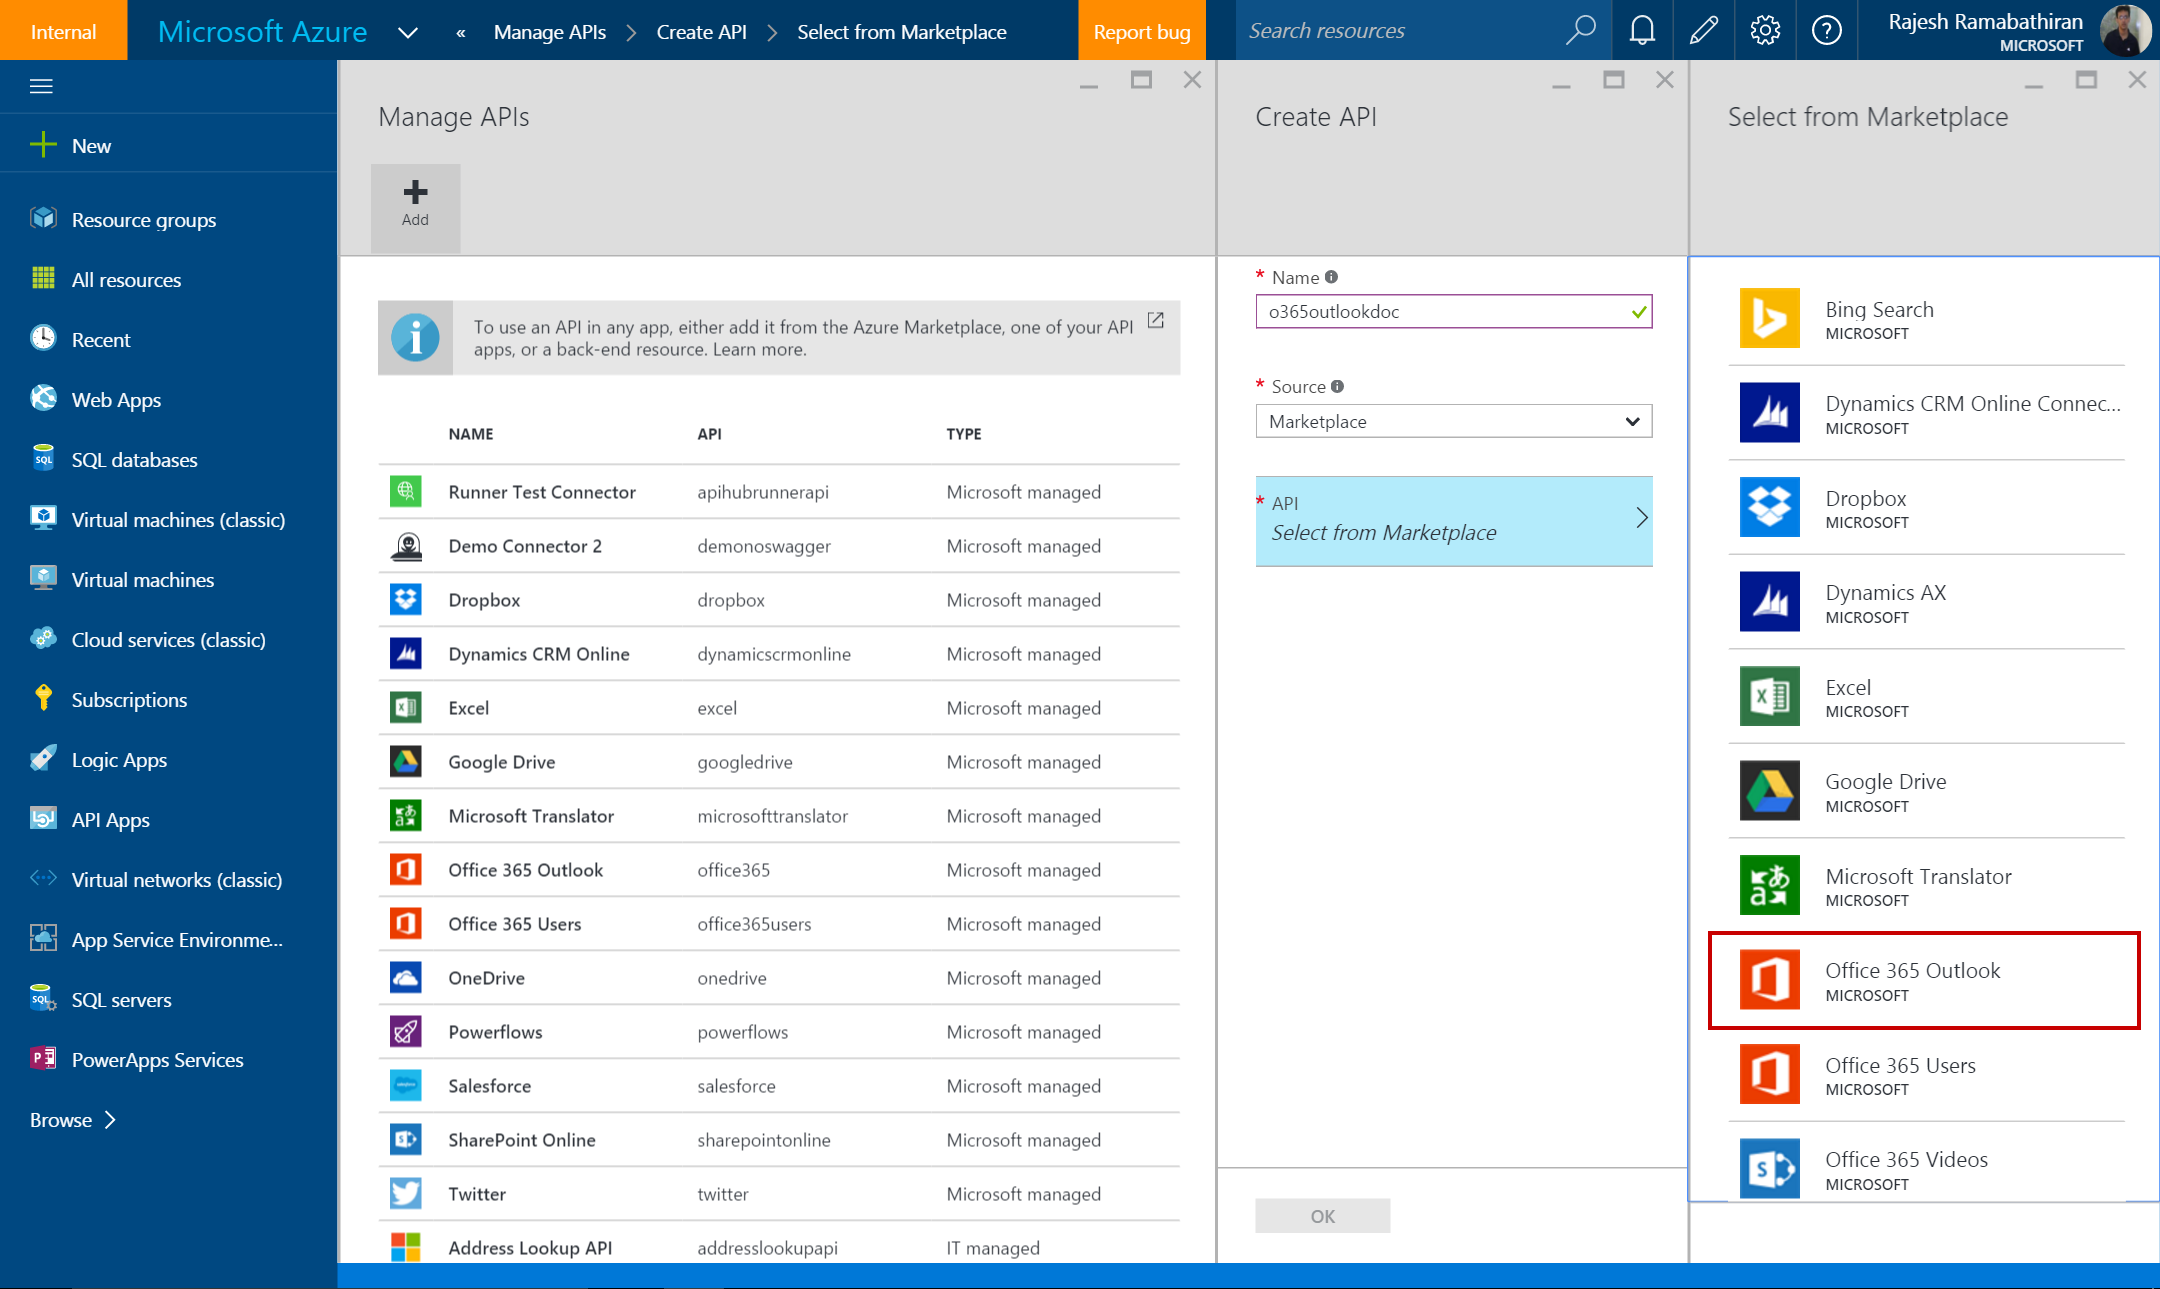 Internal
Microsoft Azure
«
Manage APIs
Create API
Select from Marketplace
Report bug
Search resources
Rajesh Ramabathiran
MICROSOFT
New
Resource groups
All resources
Recent
Web Apps
SQL databases
Virtual machines (classic)
Virtual machines
Cloud services (classic)
Subscriptions
Logic Apps
API Apps
Virtual networks (classic)
App Service Environme...
SQL servers
PowerApps Services
Browse
Manage APIs
Add
To use an API in any app, either add it from the Azure Marketplace, one of your API
apps, or a back-end resource. Learn more.
NAME API TYPE
Runner Test Connector apihubrunnerapi Microsoft managed
Demo Connector 2 demonoswagger Microsoft managed
Dropbox dropbox Microsoft managed
Dynamics CRM Online dynamicscrmonline Microsoft managed
Excel excel Microsoft managed
Google Drive googledrive Microsoft managed
Microsoft Translator microsofttranslator Microsoft managed
Office 365 Outlook office365 Microsoft managed
Office 365 Users office365users Microsoft managed
OneDrive onedrive Microsoft managed
Powerflows powerflows Microsoft managed
Salesforce salesforce Microsoft managed
SharePoint Online sharepointonline Microsoft managed
Twitter twitter Microsoft managed
Address Lookup API addresslookupapi IT managed
Create API
* Name
o365outlookdoc
* Source
Marketplace
* API
Select from Marketplace
OK
Select from Marketplace
Bing Search
MICROSOFT
Dynamics CRM Online Connec...
MICROSOFT
Dropbox
MICROSOFT
Dynamics AX
MICROSOFT
Excel
MICROSOFT
Google Drive
MICROSOFT
Microsoft Translator
MICROSOFT
Office 365 Outlook
MICROSOFT
Office 365 Users
MICROSOFT
Office 365 Videos
MICROSOFT